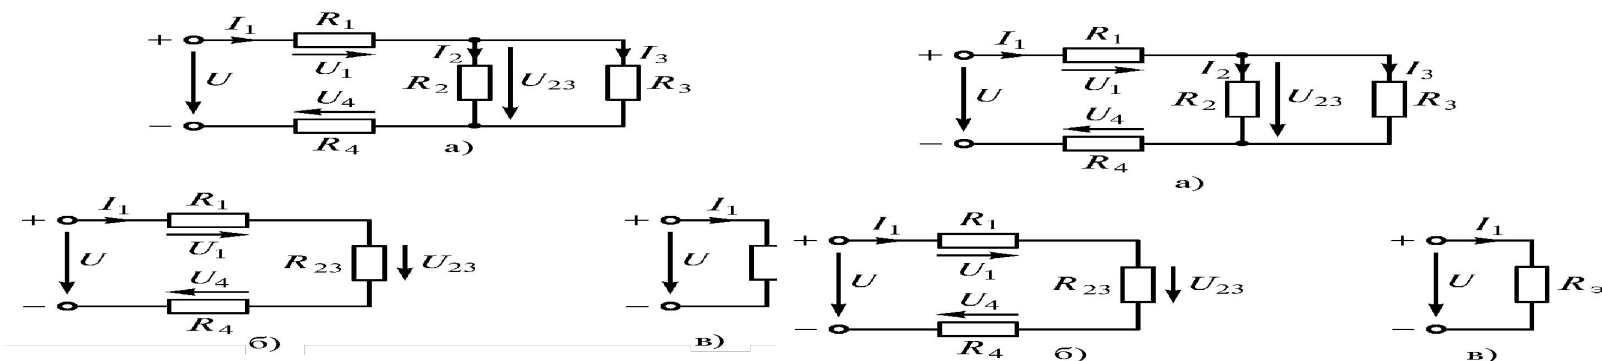 I1 R1
+
U U1 I2 I3
R2 U23 R3
U4
−
R4
а)
I1 R1
+
U U1 I2 I3
R2 U23 R3
U4
−
R4
а)
I1 R1
+
U U1
R23 U23
U4
−
R4
б)
I1
+
U
−
в)
I1 R1
+
U U1
R23 U23
U4
−
R4
б)
I1
+
U Rэ
−
в)